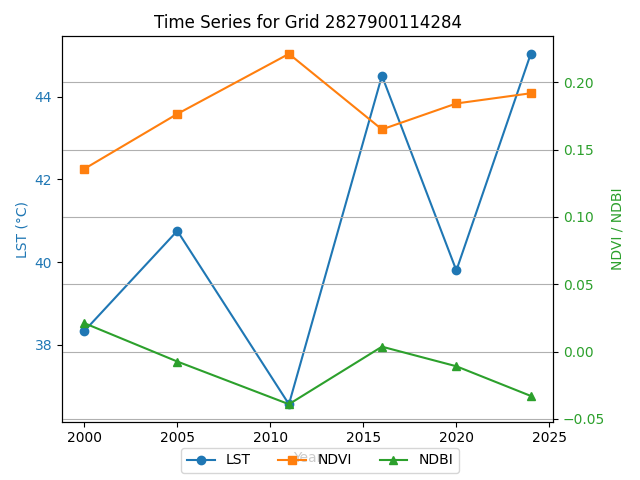 Time Series for Grid 2827900114284
44
42
40
38
LST (°C)
0.20
0.15
0.10
0.05
0.00
−0.05
NDVI / NDBI
2000 2005 2010 2015 2020 2025
Year
LST NDVI NDBI